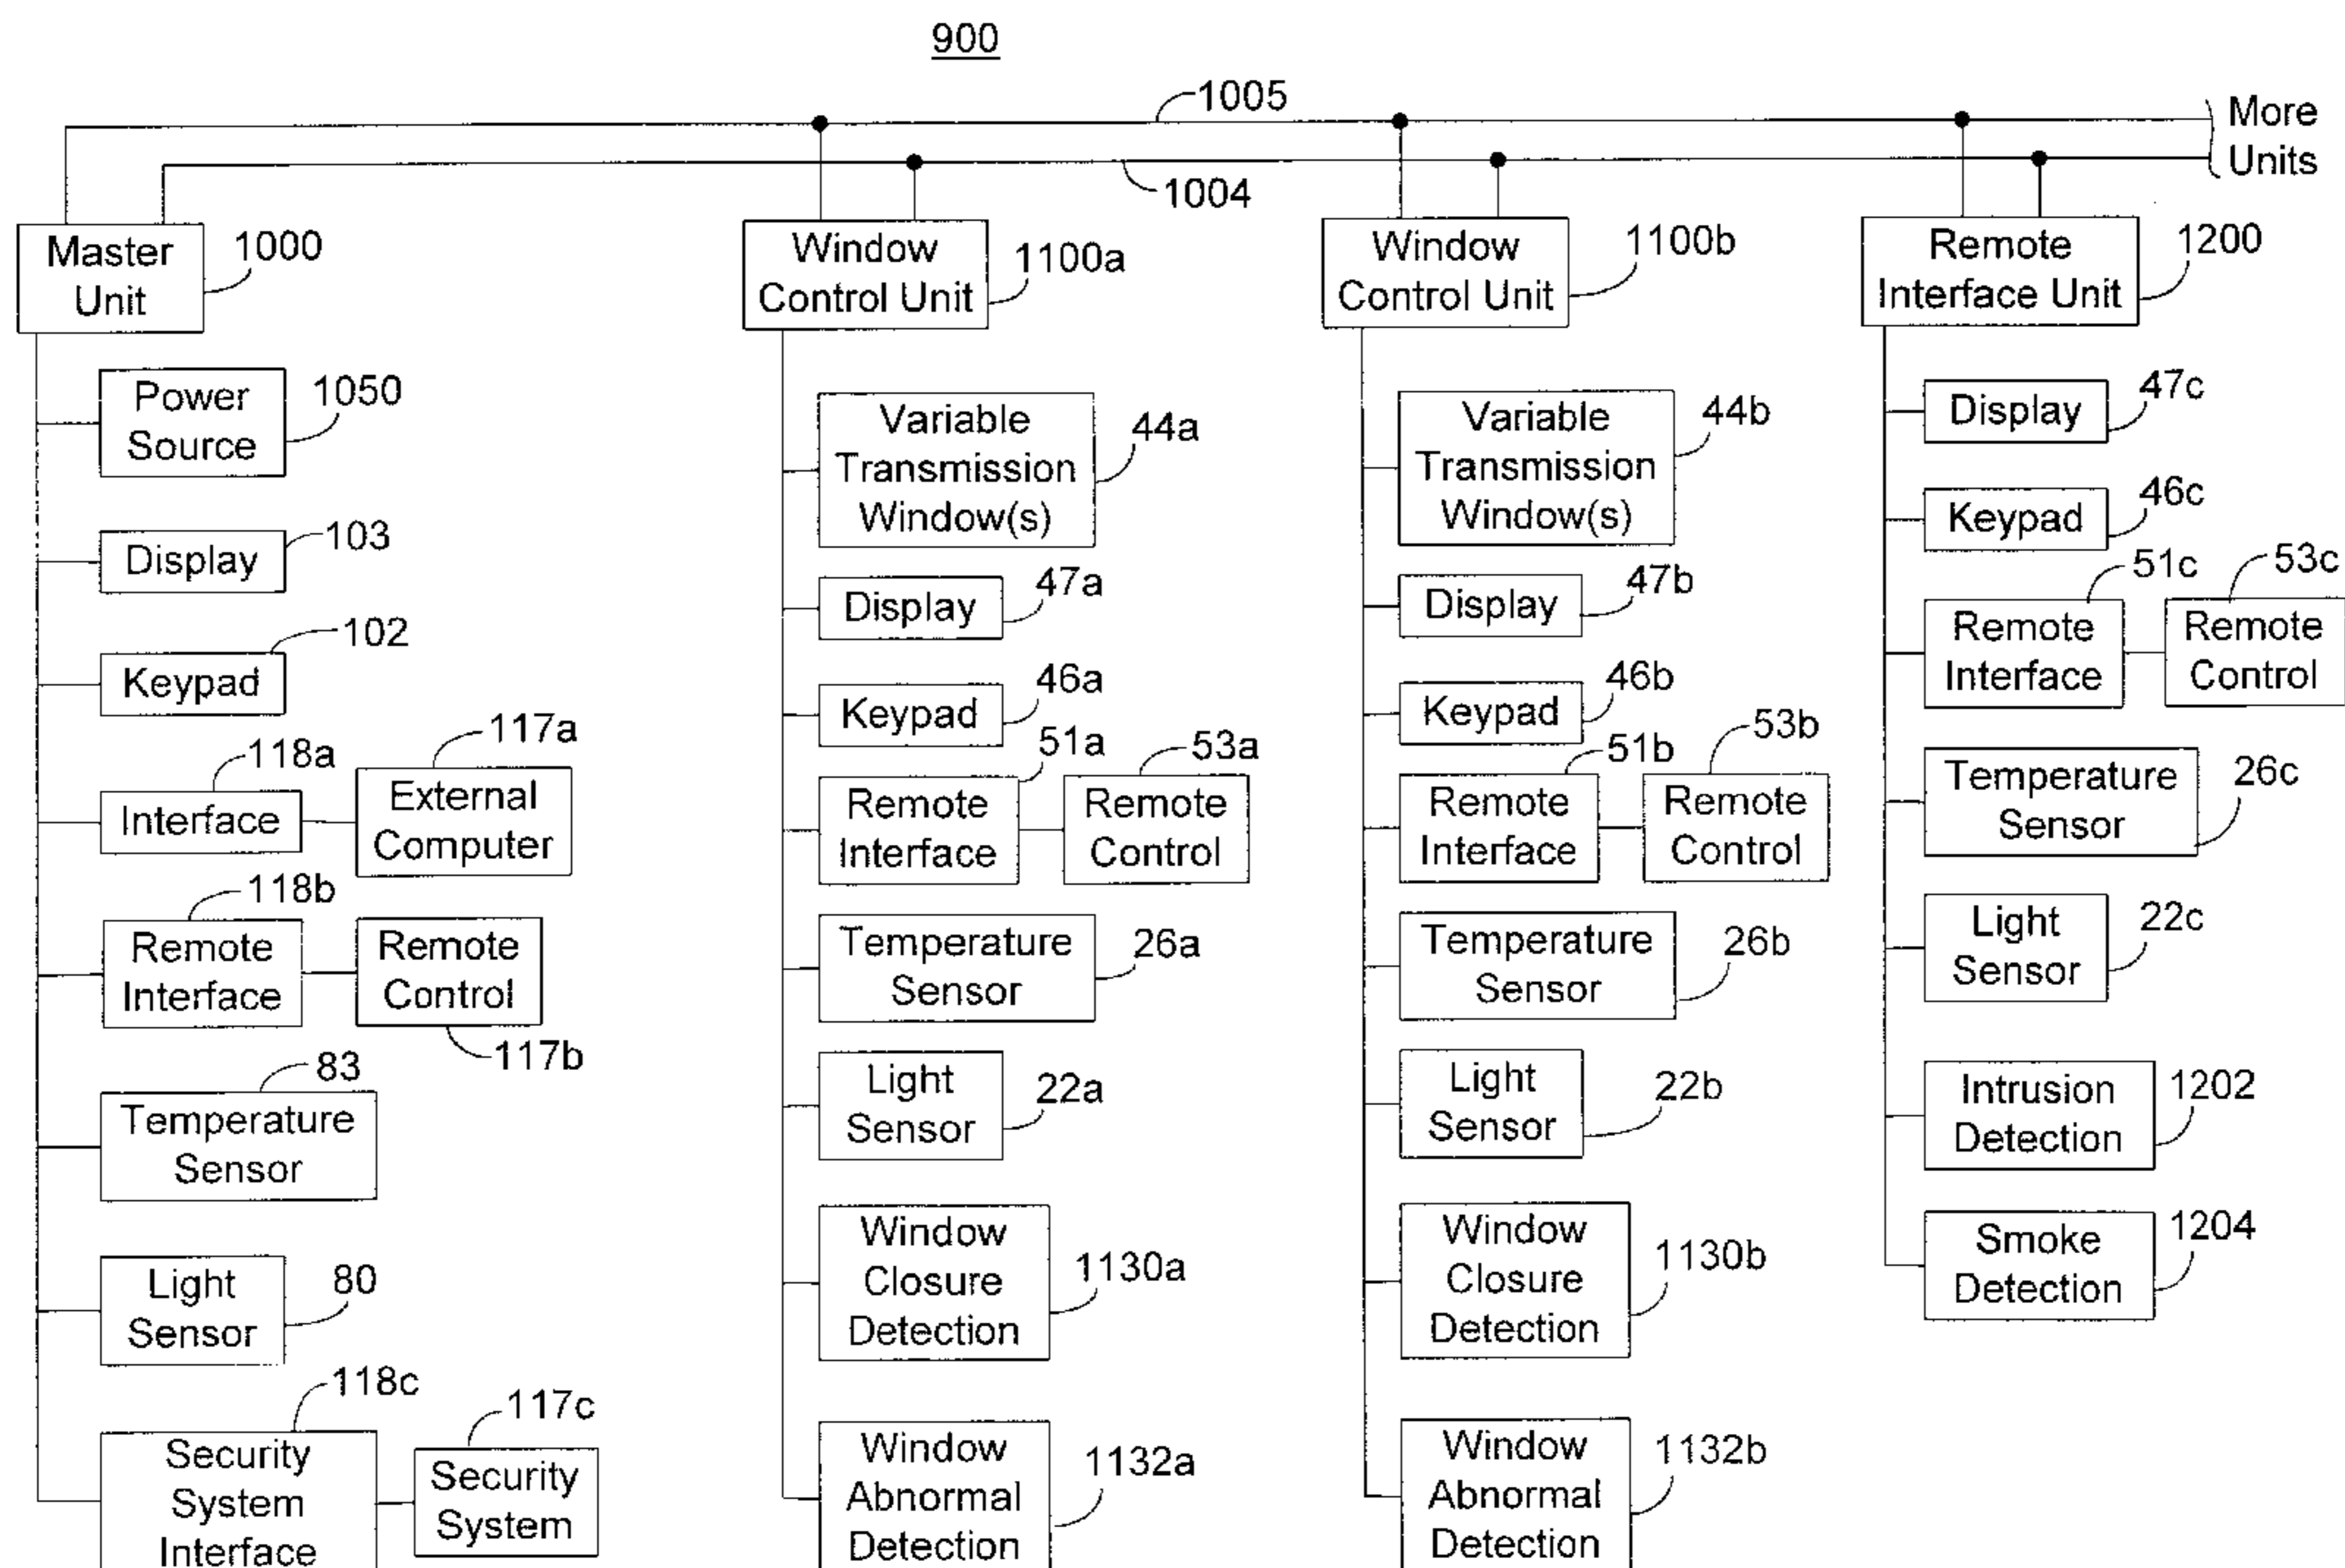 900
1005
More
Units
1004
Master
Unit
1000
Power
Source
1050
Display
103
Keypad
102
Interface
118a
External
Computer
117a
Remote
Interface
118b
Remote
Control
117b
Temperature
Sensor
83
Light
Sensor
80
Security
System
Interface
118c
Security
System
117c
Window
Control Unit
1100a
Variable
Transmission
Window(s)
44a
Display
47a
Keypad
46a
Remote
Interface
51a
Remote
Control
53a
Temperature
Sensor
26a
Light
Sensor
22a
Window
Closure
Detection
1130a
Window
Abnormal
Detection
1132a
Window
Control Unit
1100b
Variable
Transmission
Window(s)
44b
Display
47b
Keypad
46b
Remote
Interface
51b
Remote
Control
53b
Temperature
Sensor
26b
Light
Sensor
22b
Window
Closure
Detection
1130b
Window
Abnormal
Detection
1132b
Remote
Interface Unit
1200
Display
47c
Keypad
46c
Remote
Interface
51c
Remote
Control
53c
Temperature
Sensor
26c
Light
Sensor
22c
Intrusion
Detection
1202
Smoke
Detection
1204